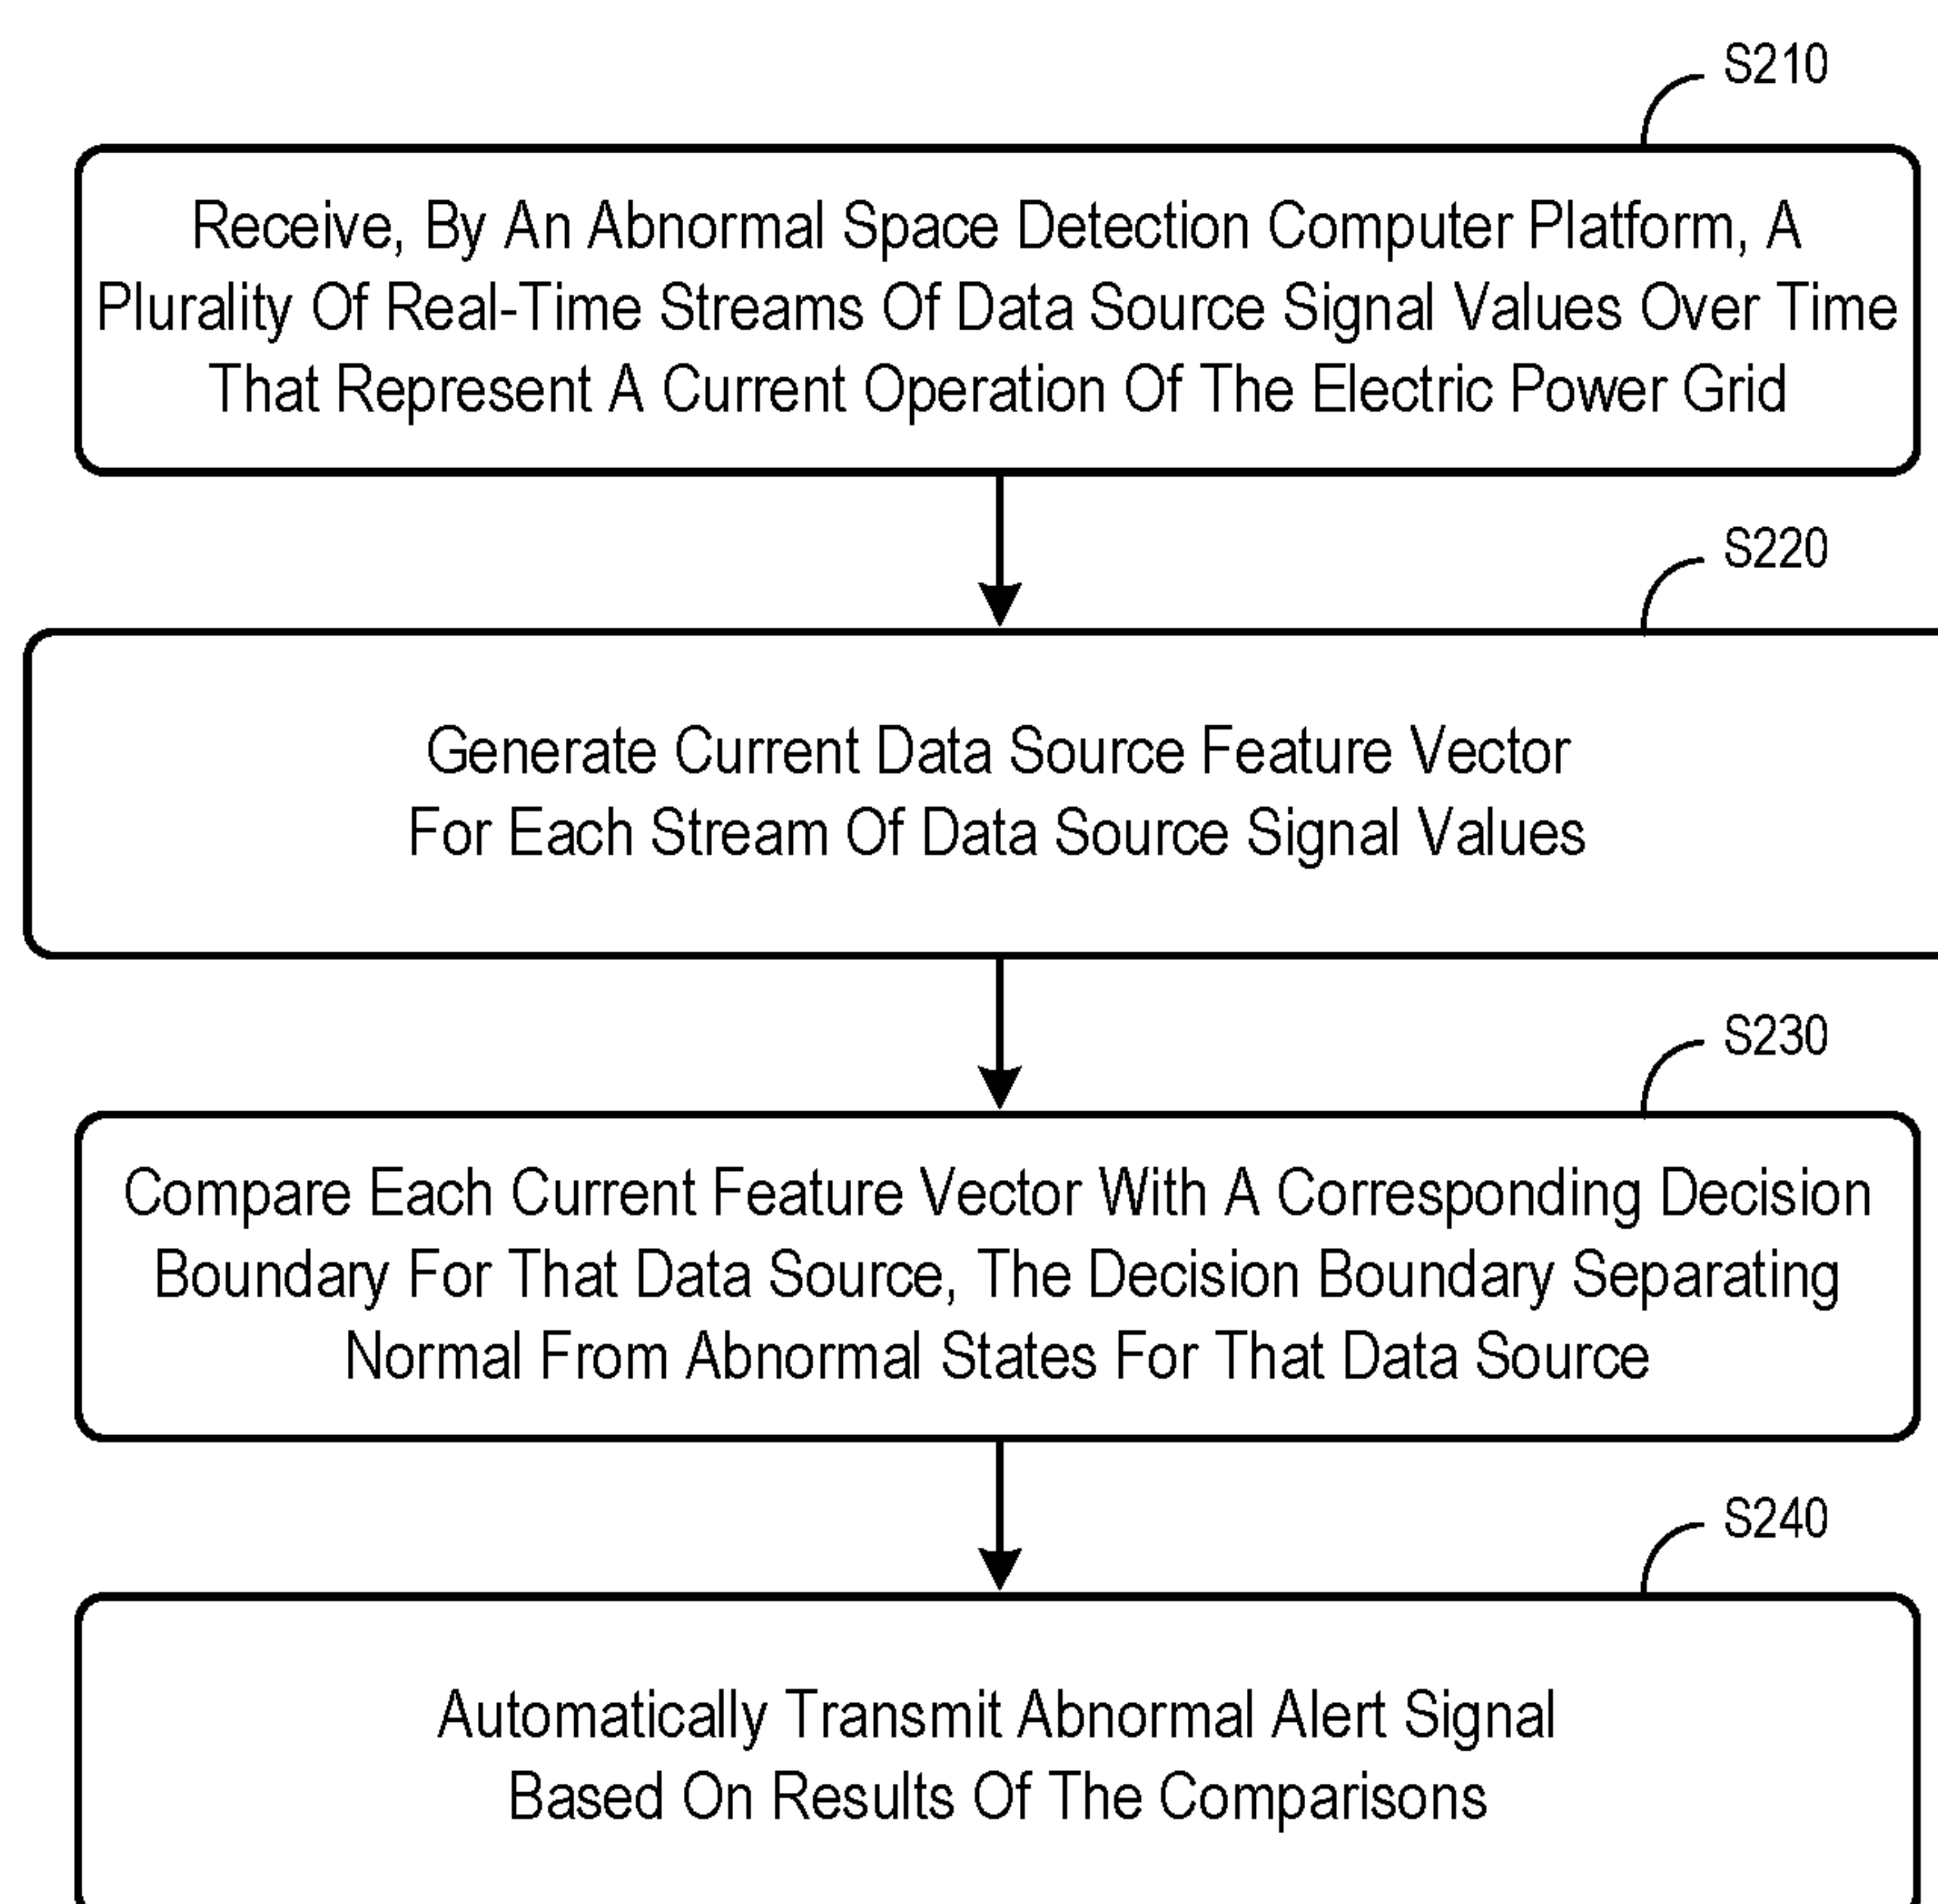 S210
Receive, By An Abnormal Space Detection Computer Platform, A
Plurality Of Real-Time Streams Of Data Source Signal Values Over Time
That Represent A Current Operation Of The Electric Power Grid
S220
Generate Current Data Source Feature Vector
For Each Stream Of Data Source Signal Values
S230
Compare Each Current Feature Vector With A Corresponding Decision
Boundary For That Data Source, The Decision Boundary Separating
Normal From Abnormal States For That Data Source
S240
Automatically Transmit Abnormal Alert Signal
Based On Results Of The Comparisons